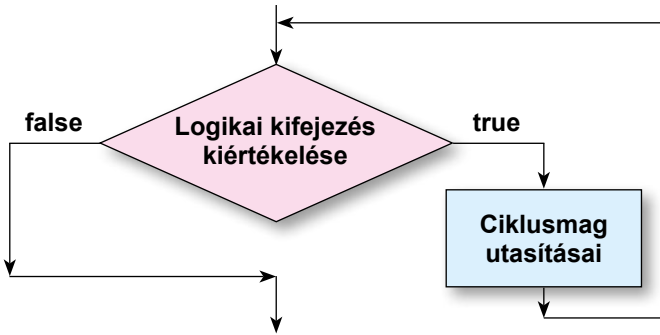 false
Logikai kifejezés
kiértékelése
true
Ciklusmag
utasításai